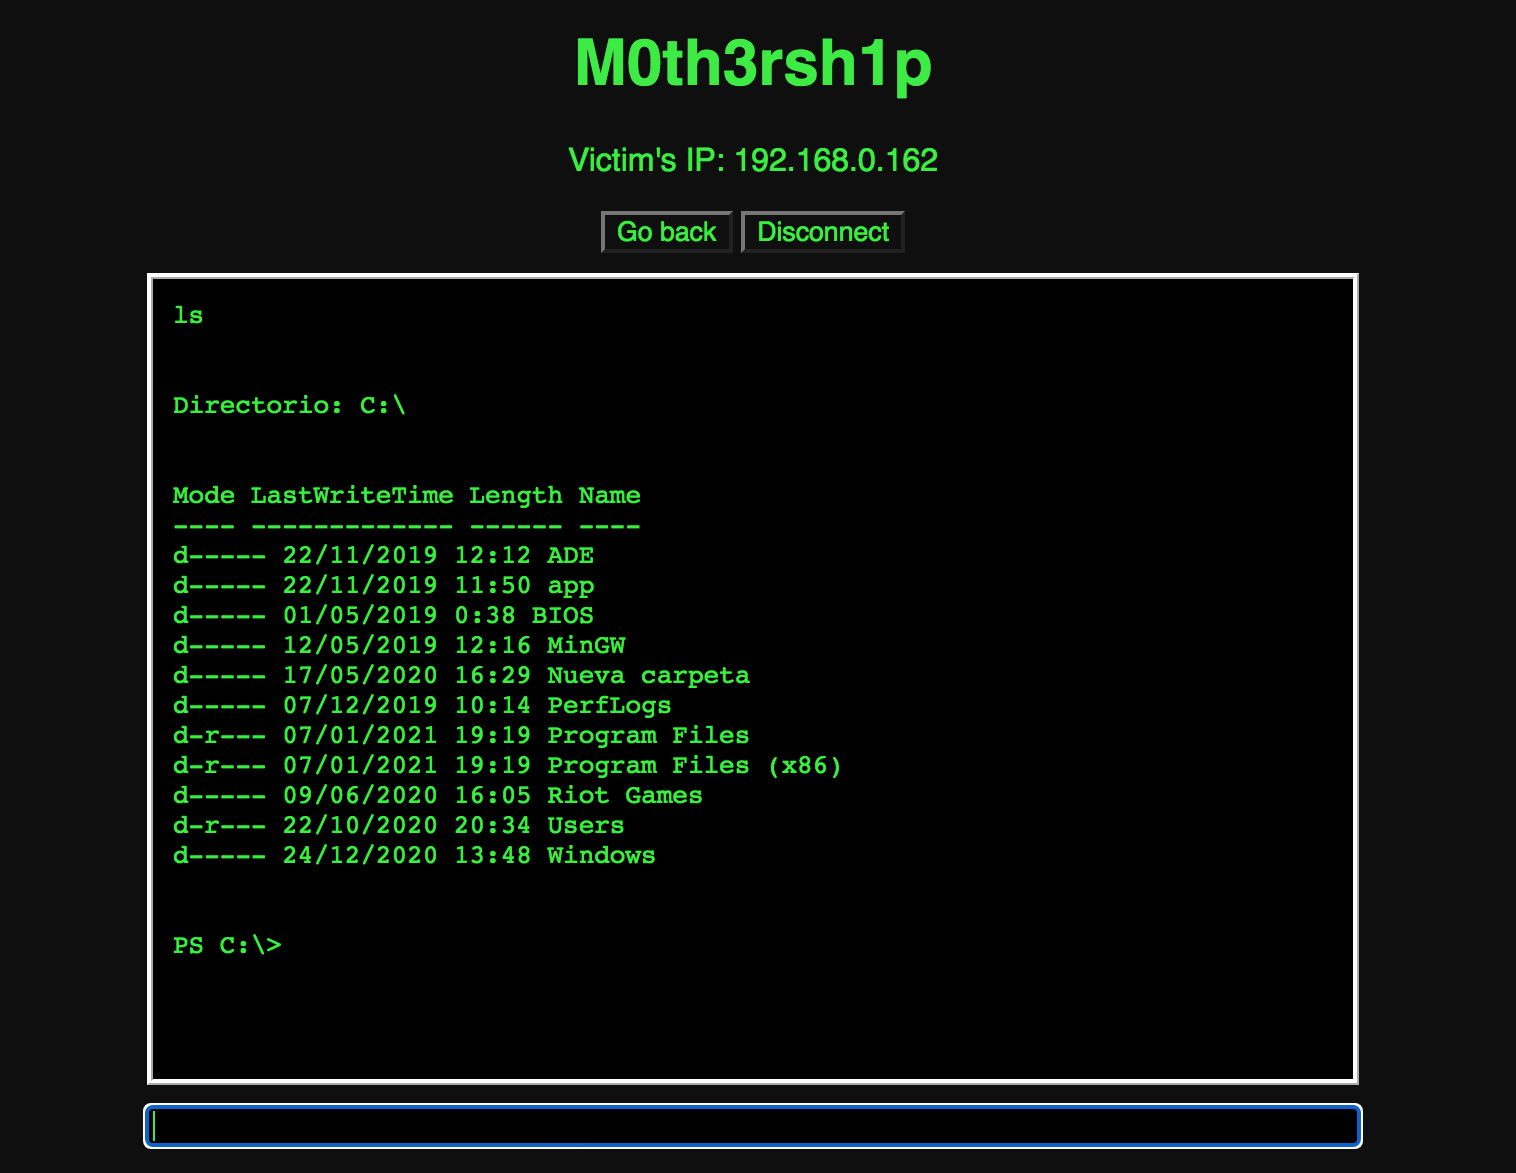 M0th3rsh1p
Victim's IP: 192.168.0.162
Go back Disconnect
ls
Directorio: C:\
Mode LastWriteTime Length Name
---- ------------- ------ ----
d----- 22/11/2019 12:12 ADE
d----- 22/11/2019 11:50 app
d----- 01/05/2019 0:38 BIOS
d----- 12/05/2019 12:16 MinGW
d----- 17/05/2020 16:29 Nueva carpeta
d----- 07/12/2019 10:14 PerfLogs
d-r--- 07/01/2021 19:19 Program Files
d-r--- 07/01/2021 19:19 Program Files (x86)
d----- 09/06/2020 16:05 Riot Games
d-r--- 22/10/2020 20:34 Users
d----- 24/12/2020 13:48 Windows
PS C:\>